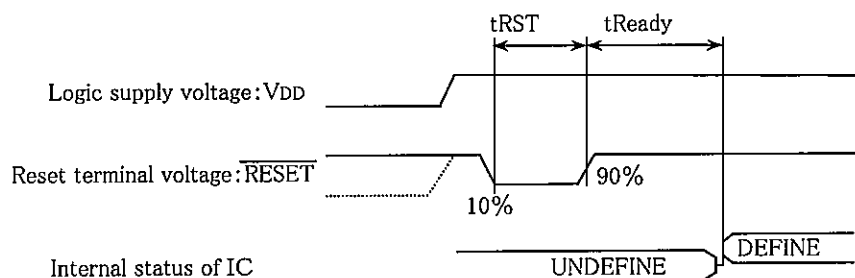 tRST
tReady
Logic supply voltage:VDD
Reset terminal voltage:RESET
10%
90%
Internal status of IC
UNDEFINE
DEFINE